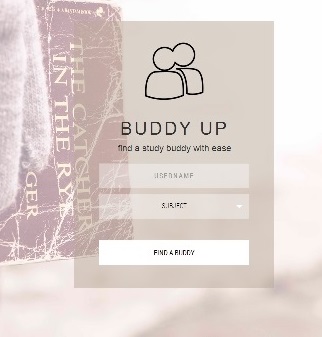 THE CATCHER
IN THE RYE
GER
BUDDY UP
find a study buddy with ease
USERNAME
SUBJECT
FIND A BUDDY